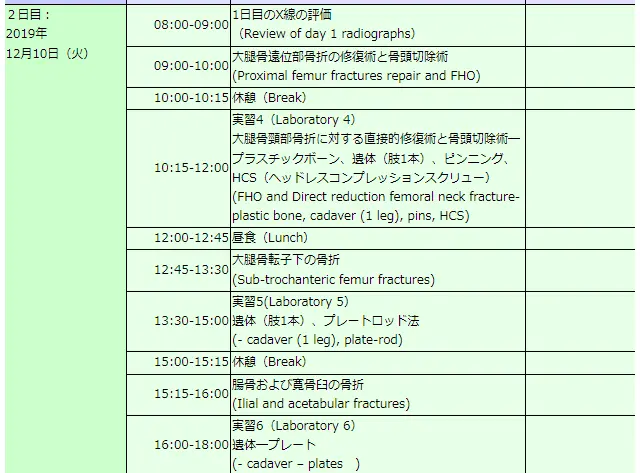 ２日目：
2019年
12月10日（火）
08:00-09:00
1日目のX線の評価
（Review of day 1 radiographs）
09:00-10:00
大腿骨遠位部骨折の修復術と骨頭切除術
(Proximal femur fractures repair and FHO)
10:00-10:15
休憩（Break）
10:15-12:00
実習4（Laboratory 4）
大腿骨頸部骨折に対する直接的修復術と骨頭切除術ー
プラスチックボーン、遺体（肢1本）、ピンニング、
HCS（ヘッドレスコンプレッションスクリュー）
(FHO and Direct reduction femoral neck fracture-
plastic bone, cadaver (1 leg), pins, HCS)
12:00-12:45
昼食（Lunch）
12:45-13:30
大腿骨転子下の骨折
(Sub-trochanteric femur fractures)
13:30-15:00
実習5(Laboratory 5）
遺体（肢1本）、プレートロッド法
(- cadaver (1 leg), plate-rod)
15:00-15:15
休憩（Break）
15:15-16:00
腸骨および寛骨臼の骨折
(Ilial and acetabular fractures)
16:00-18:00
実習6（Laboratory 6）
遺体ープレート
(- cadaver – plates　)